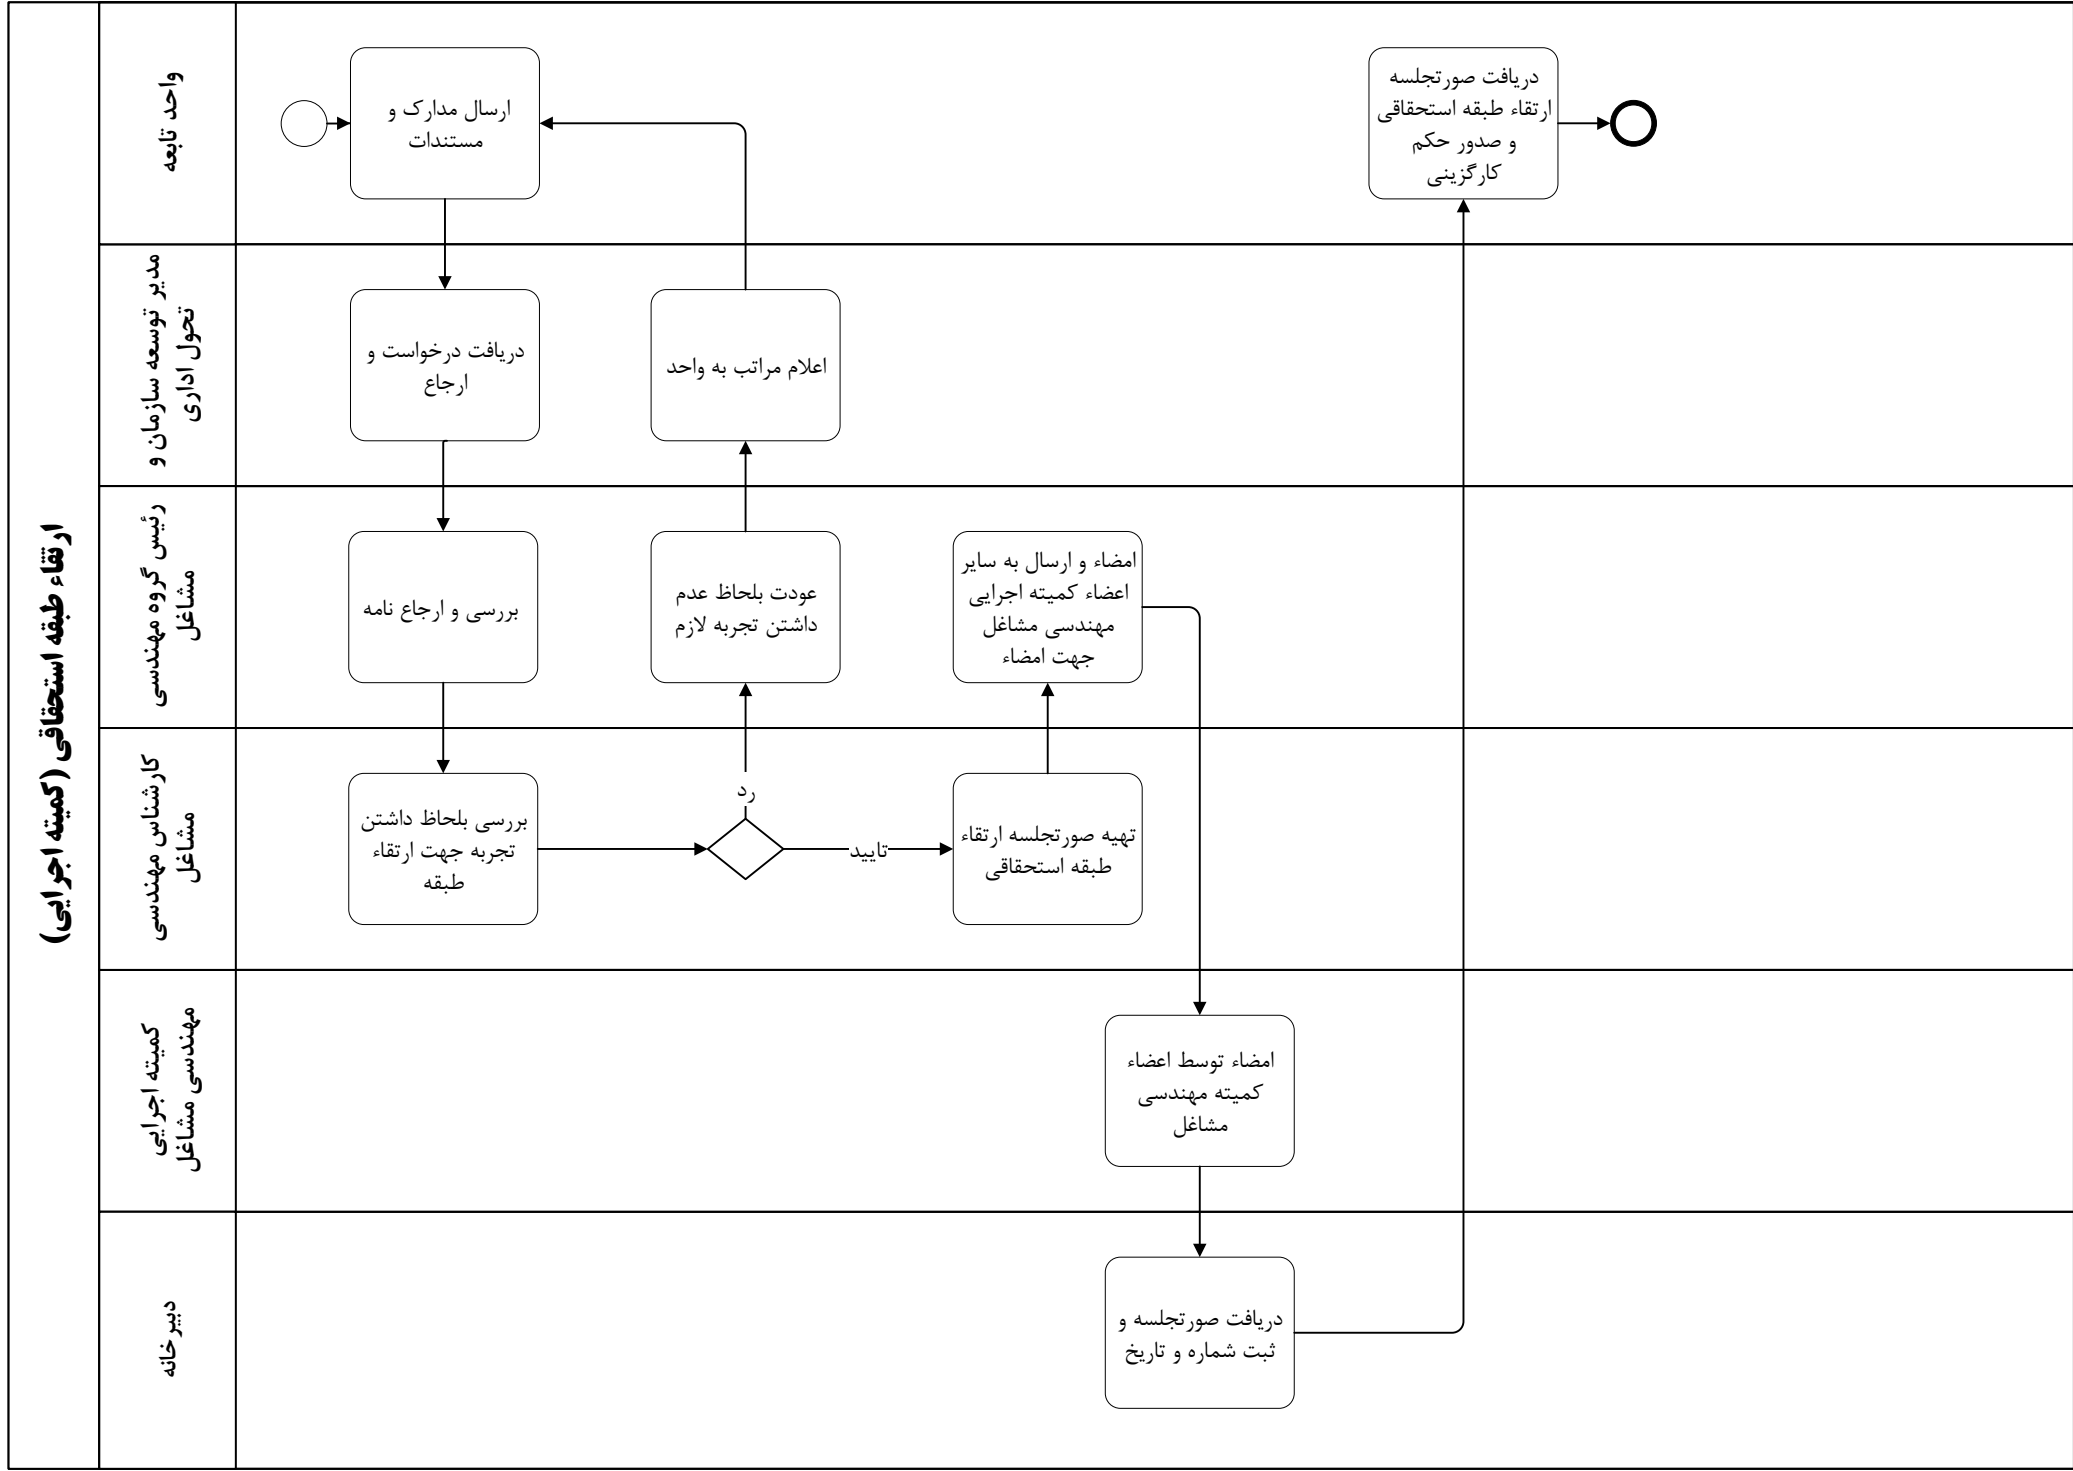 ارتقاء طبقه استحقاقی (کمیته اجرایی)
واحد تابعه
ارسال مدارک و
مستندات
دریافت صورتجلسه
ارتقاء طبقه استحقاقی
و صدور حکم
کارگزینی
مدیر توسعه سازمان و
تحول اداری
دریافت درخواست و
ارجاع
اعلام مراتب به واحد
رئیس گروه مهندسی
مشاغل
بررسی و ارجاع نامه
عودت بلحاظ عدم
داشتن تجربه لازم
امضاء و ارسال به سایر
اعضاء کمیته اجرایی
مهندسی مشاغل
جهت امضاء
کارشناس مهندسی
مشاغل
بررسی بلحاظ داشتن
تجربه جهت ارتقاء
طبقه
رد
تایید
تهیه صورتجلسه ارتقاء
طبقه استحقاقی
کمیته اجرایی
مهندسی مشاغل
امضاء توسط اعضاء
کمیته مهندسی
مشاغل
دبیرخانه
دریافت صورتجلسه و
ثبت شماره و تاریخ